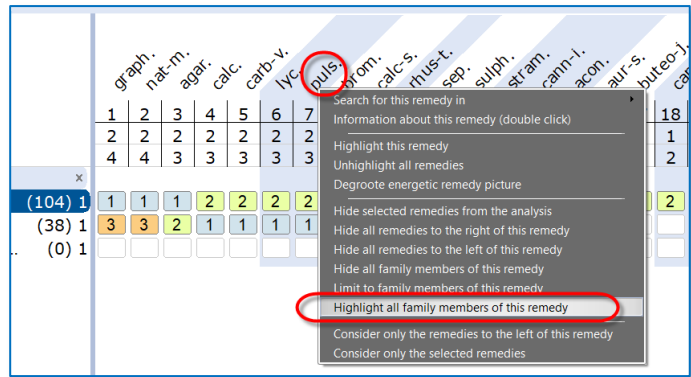 graph. nat-m. agar. calc. carb-v. lyc. puls. brom. calc-s. rhus-t. sep. sulph. stram. cann-i. acon. aur-s. buteo-j.
1 2 3 4 5 6 7 18
2 2 2 2 2 2 2 1
4 4 3 3 3 3 3 2
x
(104) 1 1 1 1 2 2 2 2 2
(38) 1 3 3 2 1 1 1 1
.. (0) 1
Search for this remedy in
Information about this remedy (double click)
Highlight this remedy
Unhighlight all remedies
Degroote energetic remedy picture
Hide selected remedies from the analysis
Hide all remedies to the right of this remedy
Hide all remedies to the left of this remedy
Hide all family members of this remedy
Limit to family members of this remedy
Highlight all family members of this remedy
Consider only the remedies to the left of this remedy
Consider only the selected remedies